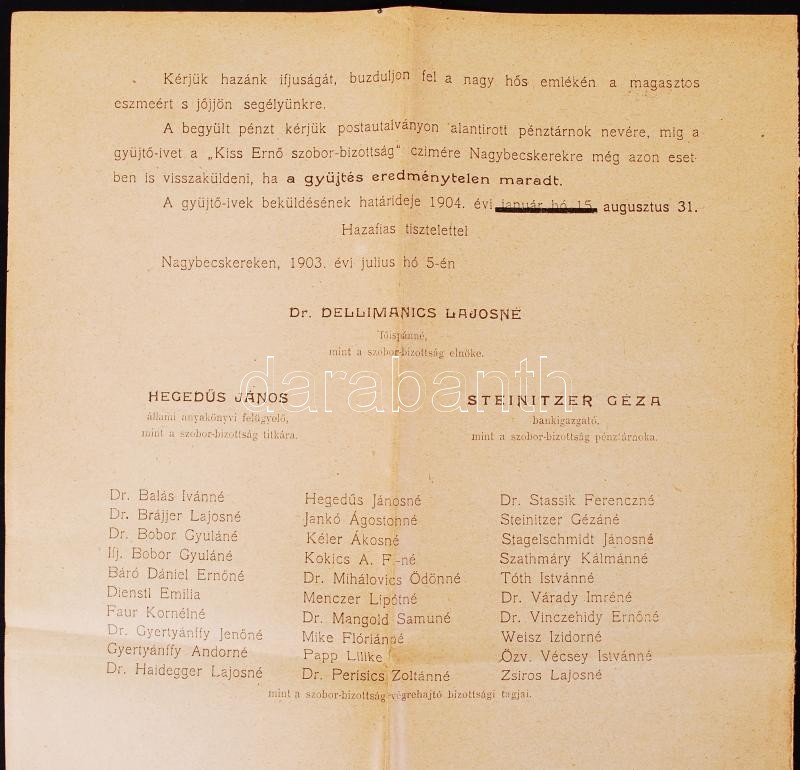 Kérjük hazánk ifjuságát, buzduljon fel a nagy hős emlékén a magasztos
eszmeért s jőjjön segélyünkre.
A begyült pénzt kérjük postautalványon alantirott pénztárnok nevére, mig a
gyüjtő-ivet a „Kiss Ernő szobor-bizottság" czimére Nagybecskerekre még azon eset-
ben is visszaküldeni, ha a gyüjtés eredménytelen maradt.
A gyüjtő-ivek beküldésének határideje 1904. évi január hó 15. augusztus 31.
Hazafias tisztelettel
Nagybecskereken, 1903. évi julius hó 5-én
Dr. DELLIMANICS LAJOSNÉ
főispánné,
mint a szobor-bizottság elnöke.
HEGEDŰS JÁNOS
állami anyakönyvi felügyelő,
mint a szobor-bizottság titkára.
STEINITZER GÉZA
bankigazgató,
mint a szobor-bizottság pénztárnoka.
Dr. Balás Ivánné
Dr. Brájjer Lajosné
Dr. Bobor Gyuláné
Ifj. Bobor Gyuláné
Báró Dániel Ernőné
Dienstl Emilia
Faur Kornélné
Dr. Gyertyánffy Jenőné
Gyertyánffy Andorné
Dr. Haidegger Lajosné
Hegedűs Jánosné
Jankó Ágostonné
Kéler Ákosné
Kokics A. F.-né
Dr. Mihálovics Ödönné
Menczer Lipótné
Dr. Mangold Samuné
Mike Flóriánné
Papp Lilike
Dr. Perisics Zoltánné
Dr. Stassik Ferenczné
Steinitzer Gézáné
Stagelschmidt Jánosné
Szathmáry Kálmánné
Tóth Istvánné
Dr. Várady Imréné
Dr. Vinczehidy Ernőné
Weisz Izidorné
Özv. Vécsey Istvánné
Zsiros Lajosné
mint a szobor-bizottság végrehajtó bizottsági tagjai.
darabanth